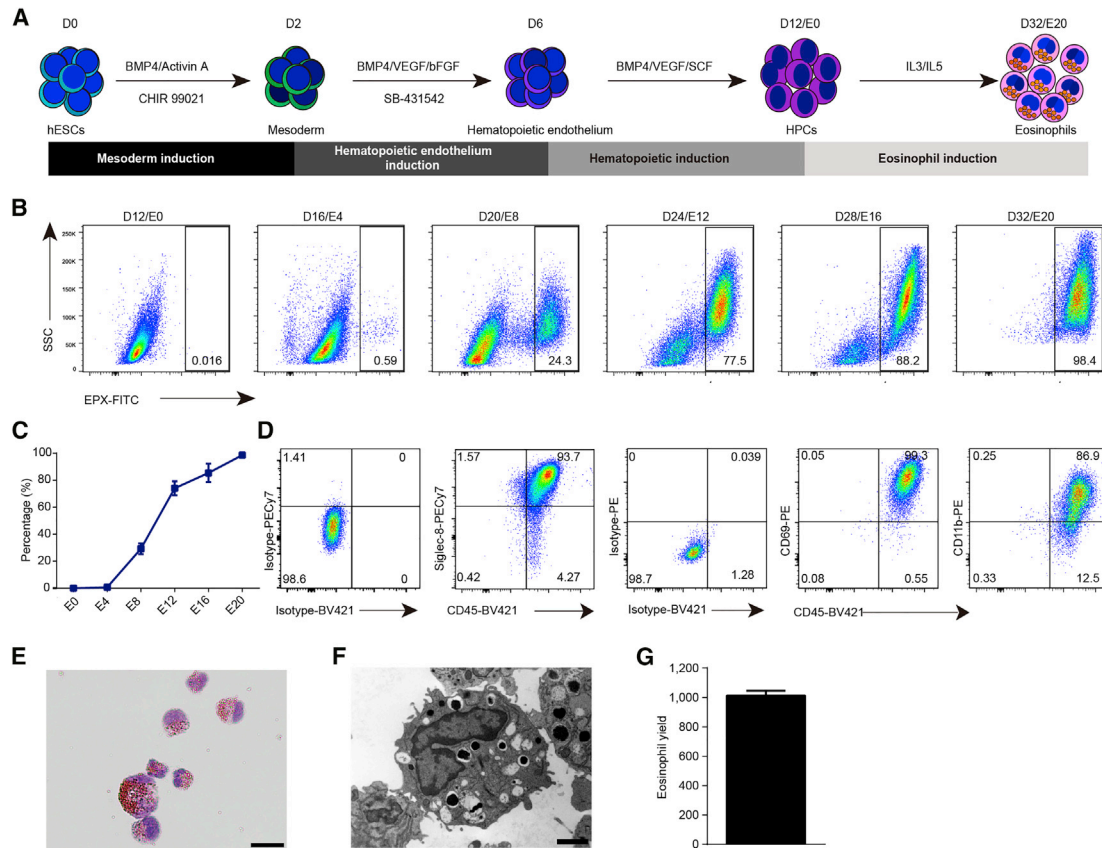 A
D0
D2
D6
D12/E0
D32/E20
BMP4/Activin A
CHIR 99021
BMP4/VEGF/bFGF
SB-431542
BMP4/VEGF/SCF
IL3/IL5
hESCs
Mesoderm
Hematopoietic endothelium
HPCs
Eosinophils
Mesoderm induction
Hematopoietic endothelium
induction
Hematopoietic induction
Eosinophil induction
B
D12/E0
D16/E4
D20/E8
D24/E12
D28/E16
D32/E20
SSC
250K
200K
150K
100K
50K
0
0.016
0.59
24.3
77.5
88.2
98.4
EPX-FITC
C
Percentage (%)
100
80
60
40
20
0
E0
E4
E8
E12
E16
E20
D
Isotype-PECy7
1.41
0
98.6
0
Isotype-BV421
Siglec-8-PECy7
1.57
93.7
0.42
4.27
CD45-BV421
Isotype-PE
0
0.039
98.7
1.28
Isotype-BV421
CD69-PE
0.05
99.3
0.08
0.55
CD45-BV421
CD11b-PE
0.25
86.9
0.33
12.5
E
F
G
Eosinophil yield
1,200
1,000
800
600
400
200
0